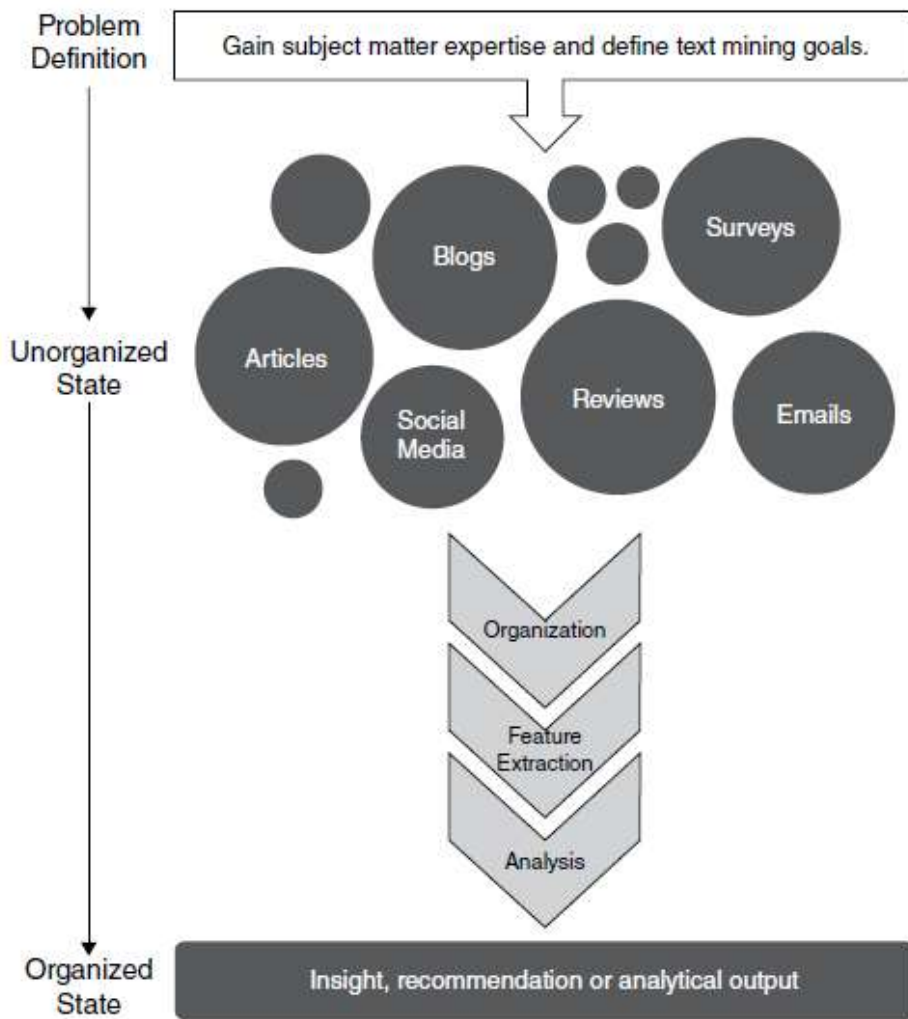 Problem
Definition
Gain subject matter expertise and define text mining goals.
Blogs
Surveys
Articles
Unorganized
State
Social
Media
Reviews
Emails
Organization
Feature
Extraction
Analysis
Organized
State
Insight, recommendation or analytical output